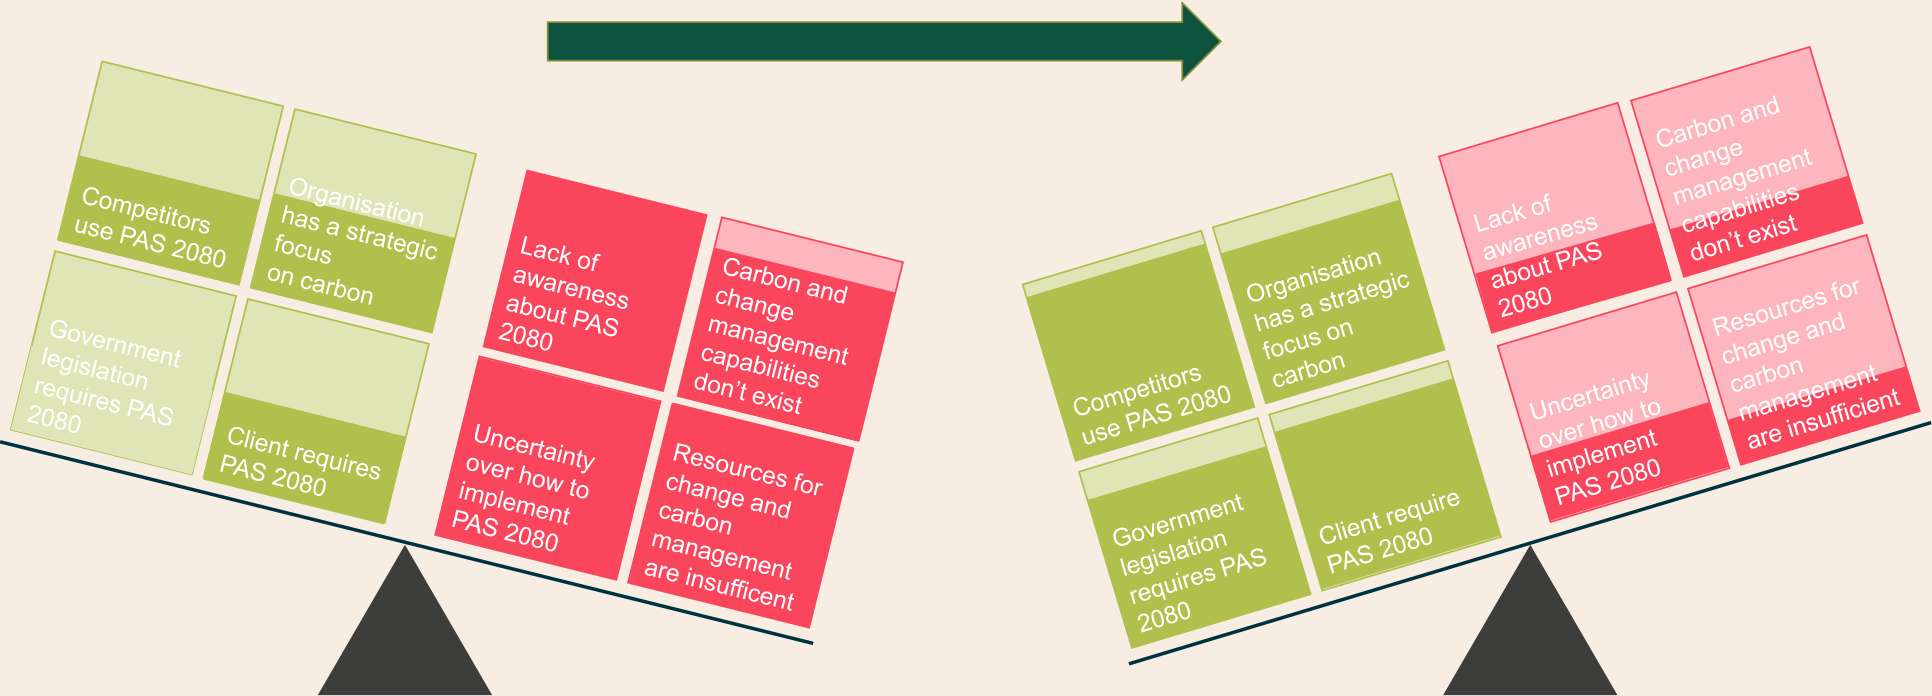 Competitors
use PAS 2080
Organisation
has a strategic
focus
on carbon
Government
legislation
requires PAS
2080
Client requires
PAS 2080
Lack of
awareness
about PAS
2080
Carbon and
change
management
capabilities
don't exist
Uncertainty
over how to
implement
PAS 2080
Resources for
change and
carbon
management
are insufficent
Competitors
use PAS 2080
Organisation
has a strategic
focus on
carbon
Government
legislation
requires PAS
2080
Client require
PAS 2080
Lack of
awareness
about PAS
2080
Carbon and
change
management
capabilities
don't exist
Uncertainty
over how to
implement
PAS 2080
Resources for
change and
carbon
management
are insufficient